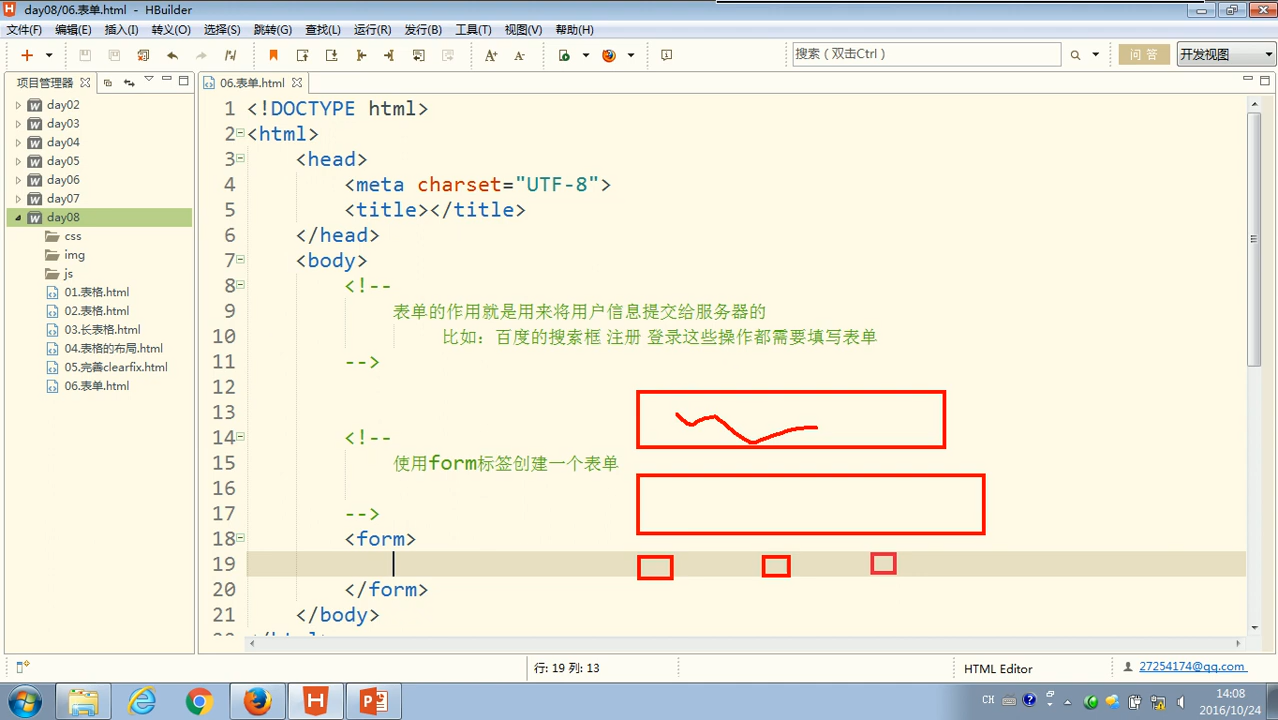 day08/06.表单.html - HBuilder
文件(F) 编辑(E) 插入(I) 转义(O) 选择(S) 跳转(G) 查找(L) 运行(R) 发行(B) 工具(T) 视图(V) 帮助(H)
搜索（双击Ctrl） 问 答 开发视图
项目管理器 06.表单.html
day02
day03
day04
day05
day06
day07
day08
css
img
js
01.表格.html
02.表格.html
03.长表格.html
04.表格的布局.html
05.完善clearfix.html
06.表单.html
1 <!DOCTYPE html>
2 <html>
3 <head>
4 <meta charset="UTF-8">
5 <title></title>
6 </head>
7 <body>
8 <!--
9 表单的作用就是用来将用户信息提交给服务器的
10 比如：百度的搜索框 注册 登录这些操作都需要填写表单
11 -->
12
13
14 <!--
15 使用form标签创建一个表单
16
17 -->
18 <form>
19
20 </form>
21 </body>
行: 19 列: 13 HTML Editor 27254174@qq.com
CH 14:08
2016/10/24